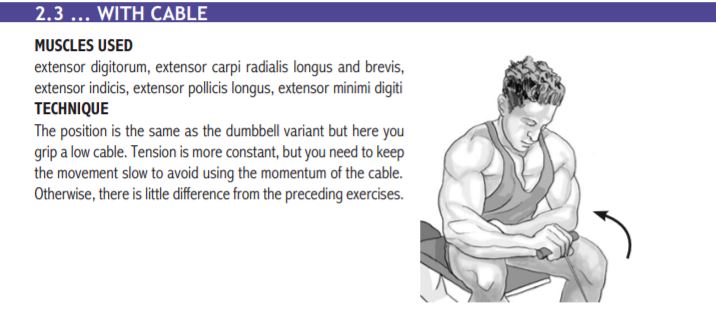 2.3 ... WITH CABLE
MUSCLES USED
extensor digitorum, extensor carpi radialis longus and brevis,
extensor indicis, extensor pollicis longus, extensor minimi digiti
TECHNIQUE
The position is the same as the dumbbell variant but here you
grip a low cable. Tension is more constant, but you need to keep
the movement slow to avoid using the momentum of the cable.
Otherwise, there is little difference from the preceding exercises.